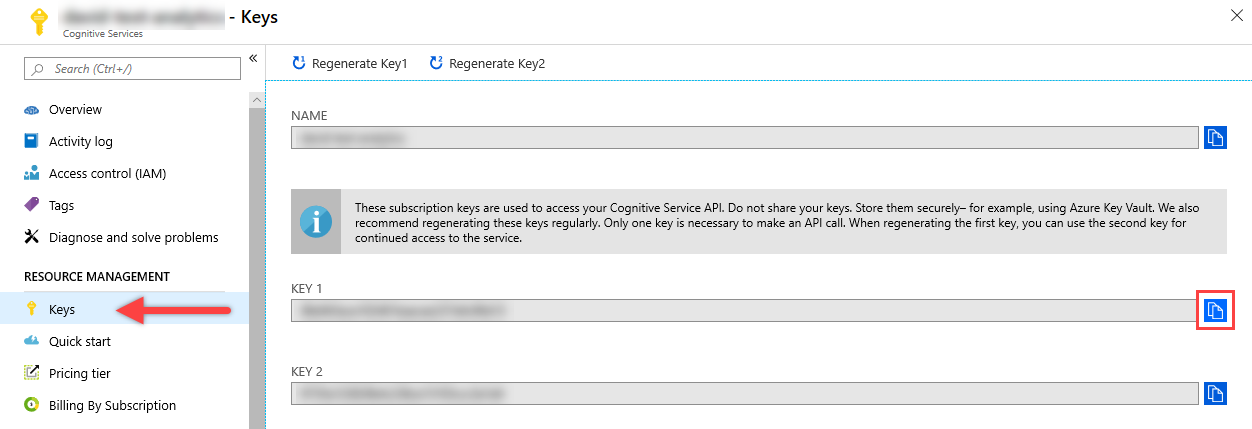 - Keys
Cognitive Services
Search (Ctrl+/)
Overview
Activity log
Access control (IAM)
Tags
Diagnose and solve problems
RESOURCE MANAGEMENT
Keys
Quick start
Pricing tier
Billing By Subscription
Regenerate Key1
Regenerate Key2
NAME
These subscription keys are used to access your Cognitive Service API. Do not share your keys. Store them securely– for example, using Azure Key Vault. We also
recommend regenerating these keys regularly. Only one key is necessary to make an API call. When regenerating the first key, you can use the second key for
continued access to the service.
KEY 1
KEY 2